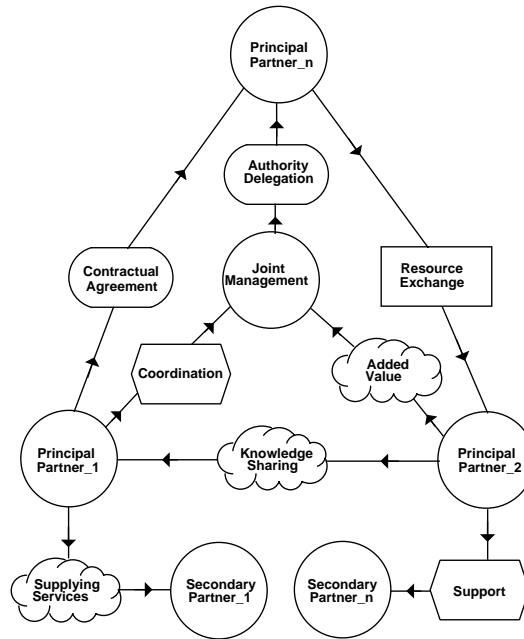 Principal
Partner_n
Authority
Delegation
Contractual
Agreement
Joint
Management
Resource
Exchange
Coordination
Added
Value
Principal
Partner_1
Knowledge
Sharing
Principal
Partner_2
Supplying
Services
Secondary
Partner_1
Secondary
Partner_n
Support